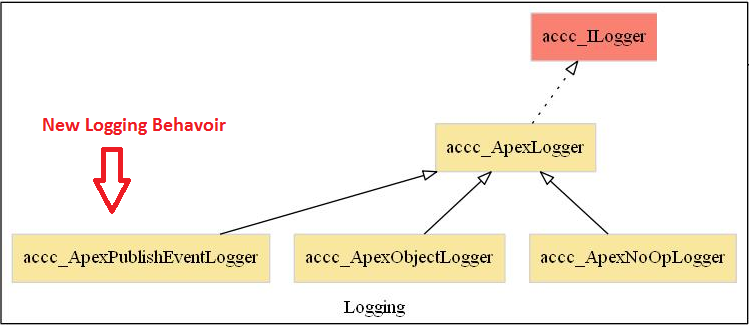 accc_ILogger
New Logging Behavoir
accc_ApexLogger
accc_ApexPublishEventLogger
accc_ApexObjectLogger
accc_ApexNoOpLogger
Logging